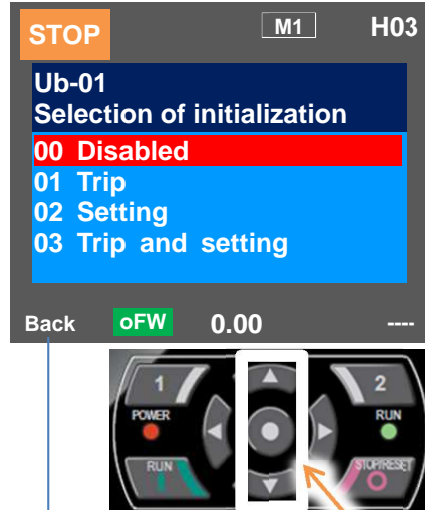 STOP M1 H03
Ub-01
Selection of initialization
00 Disabled
01 Trip
02 Setting
03 Trip and setting
Back oFW 0.00 ----
1 2
POWER RUN
RUN STOP/RESET